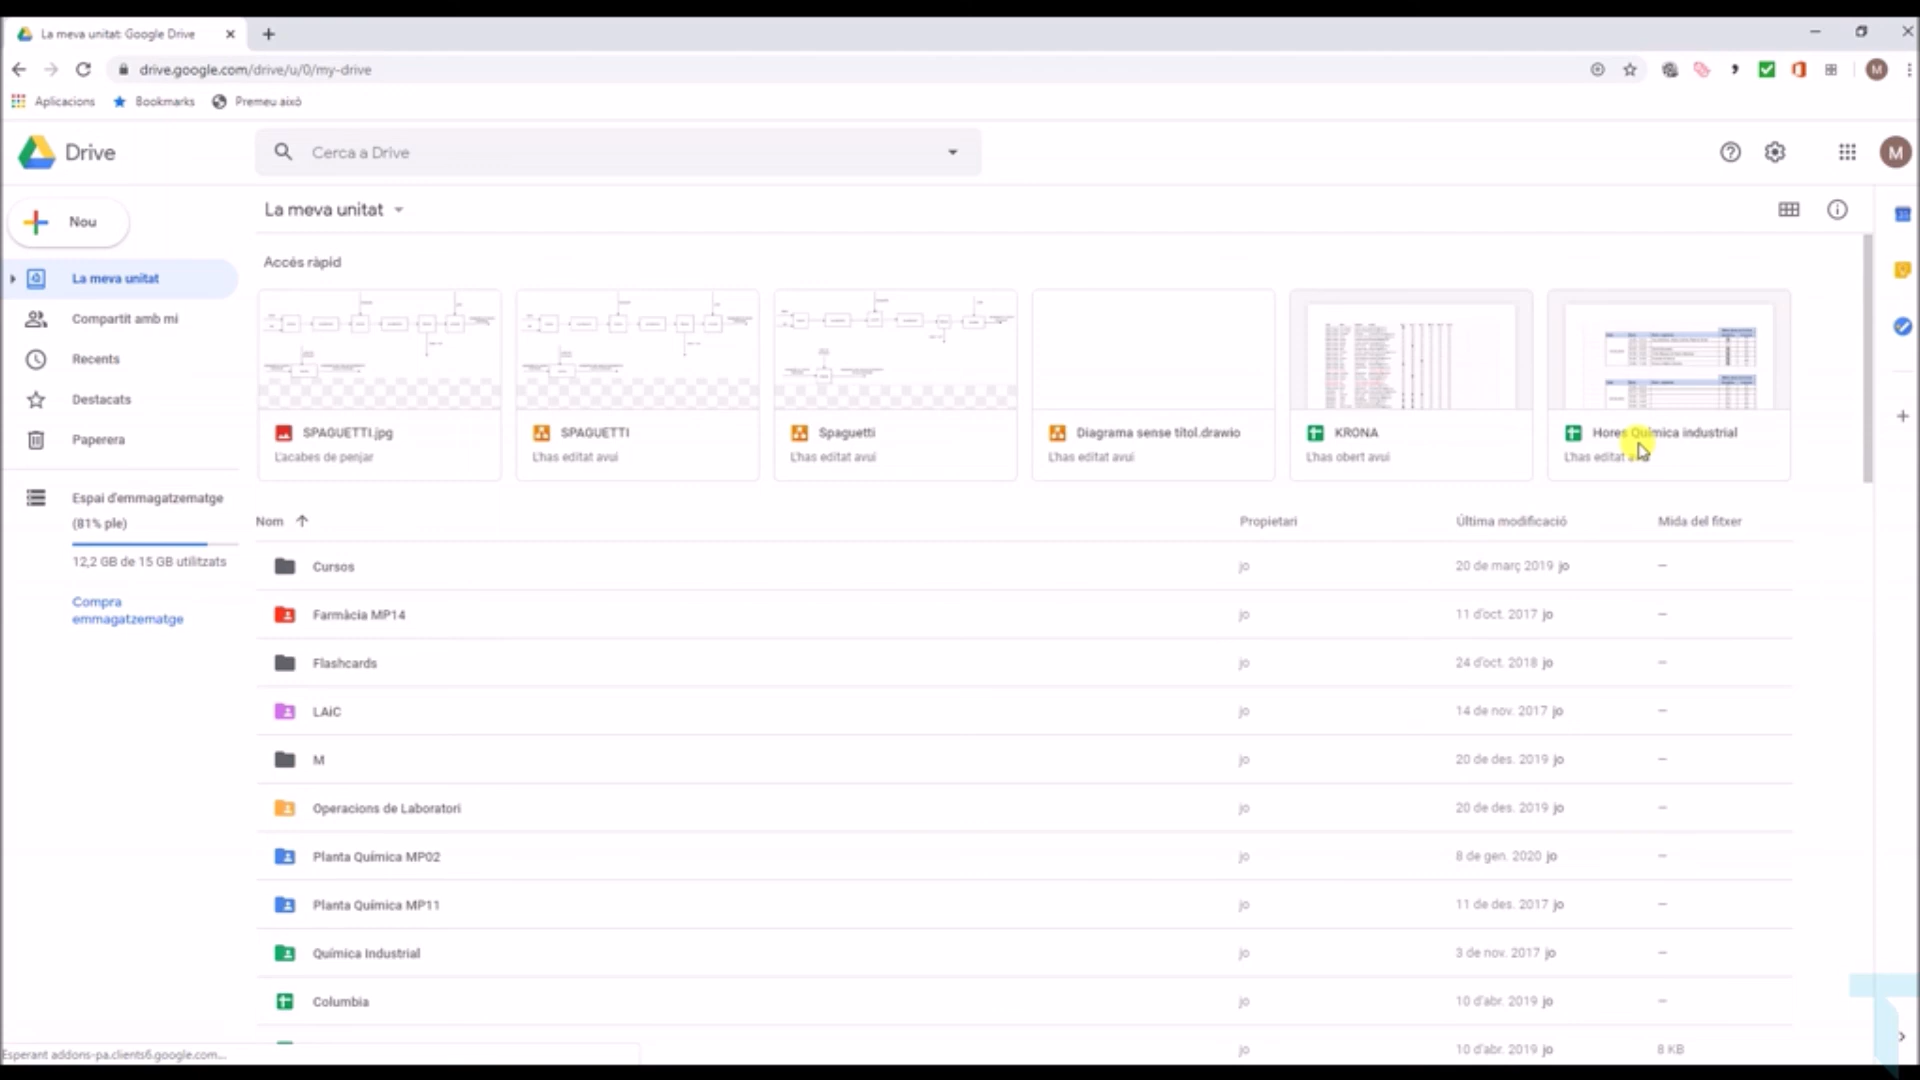 La meva unitat: Google Drive
drive.google.com/drive/u/0/my-drive
M
Aplicacions
Bookmarks
Premeu això
Drive
Cerca a Drive
M
Nou
La meva unitat
Accés ràpid
La meva unitat
Compartit amb mi
Recents
Destacats
Paperera
Espai d'emmagatzematge
(81% ple)
12,2 GB de 15 GB utilitzats
Compra
emmagatzematge
SPAGUETTI.jpg
L'acabes de penjar
SPAGUETTI
L'has editat avui
Spaguetti
L'has editat avui
Diagrama sense títol.drawio
L'has editat avui
KRONA
L'has obert avui
Hores Química industrial
L'has editat avui
Nom
Propietari
Última modificació
Mida del fitxer
Cursos
jo
20 de març 2019 jo
—
Farmàcia MP14
jo
11 d'oct. 2017 jo
—
Flashcards
jo
24 d'oct. 2018 jo
—
LAiC
jo
14 de nov. 2017 jo
—
M
jo
20 de des. 2019 jo
—
Operacions de Laboratori
jo
20 de des. 2019 jo
—
Planta Química MP02
jo
8 de gen. 2020 jo
—
Planta Química MP11
jo
11 de des. 2017 jo
—
Química Industrial
jo
3 de nov. 2017 jo
—
Columbia
jo
10 d'abr. 2019 jo
—
jo
10 d'abr. 2019 jo
8 KB
Esperant addons-pa.clients6.google.com...